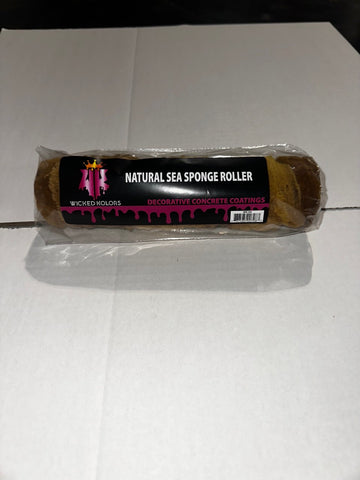 NATURAL SEA SPONGE ROLLER
WICKED KOLORS
DECORATIVE CONCRETE COATINGS